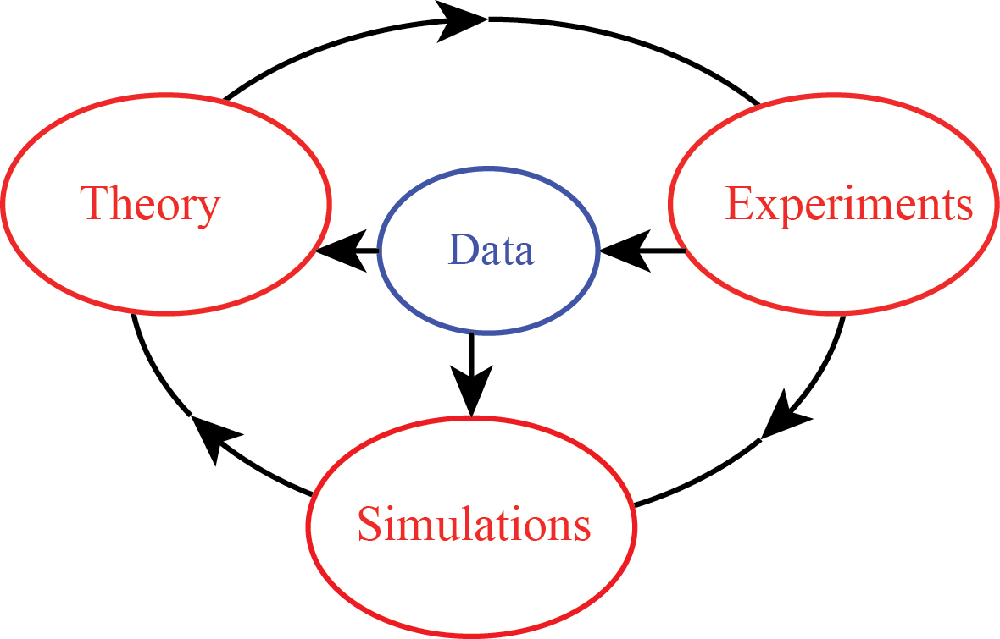 Theory
Experiments
Data
Simulations